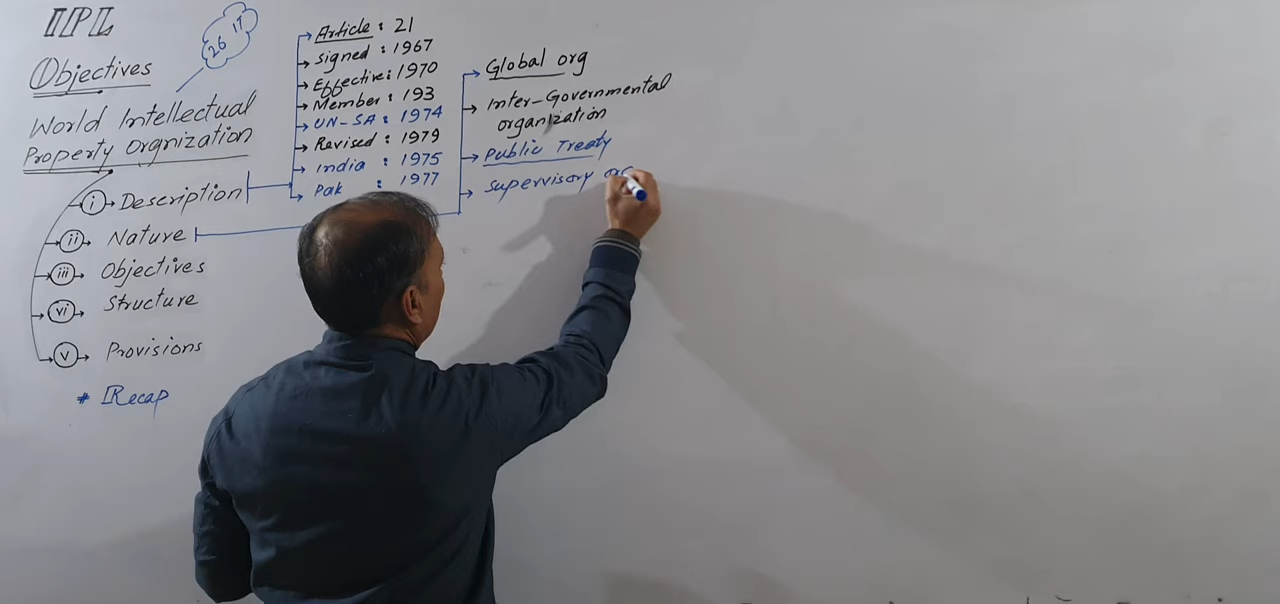 IPL
26 17
① Objectives
World Intellectual
Property Orgnization
i Description
ii Nature
iii Objectives
vi Structure
v Provisions
# Recap
Article : 21
Signed : 1967
Effective : 1970
Member : 193
UN-SA : 1974
Revised : 1979
India : 1975
Pak : 1977
Global org
Inter-Governmental
organization
Public Treaty
Supervisory